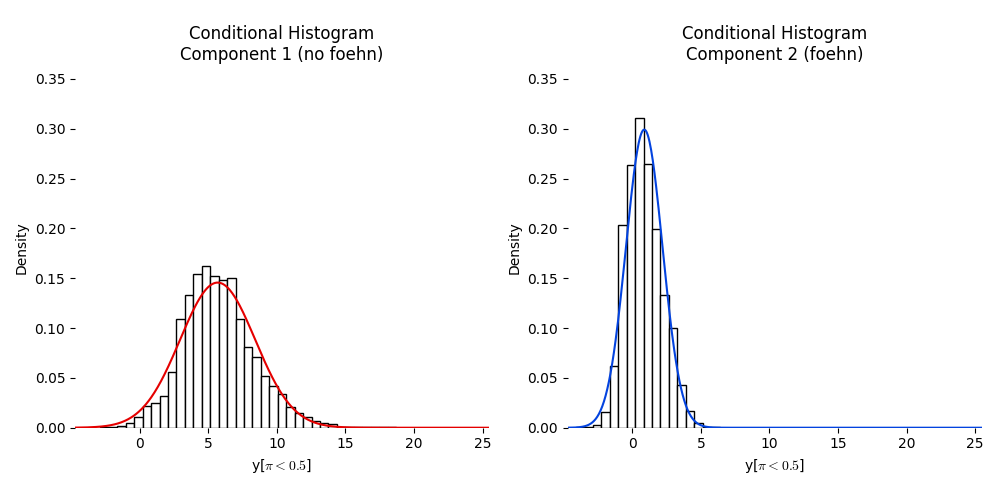 Conditional Histogram
Component 1 (no foehn)
0.35
0.30
0.25
0.20
0.15
0.10
0.05
0.00
Density
0 5 10 15 20 25
y[π < 0.5]
Conditional Histogram
Component 2 (foehn)
0.35
0.30
0.25
0.20
0.15
0.10
0.05
0.00
Density
0 5 10 15 20 25
y[π < 0.5]